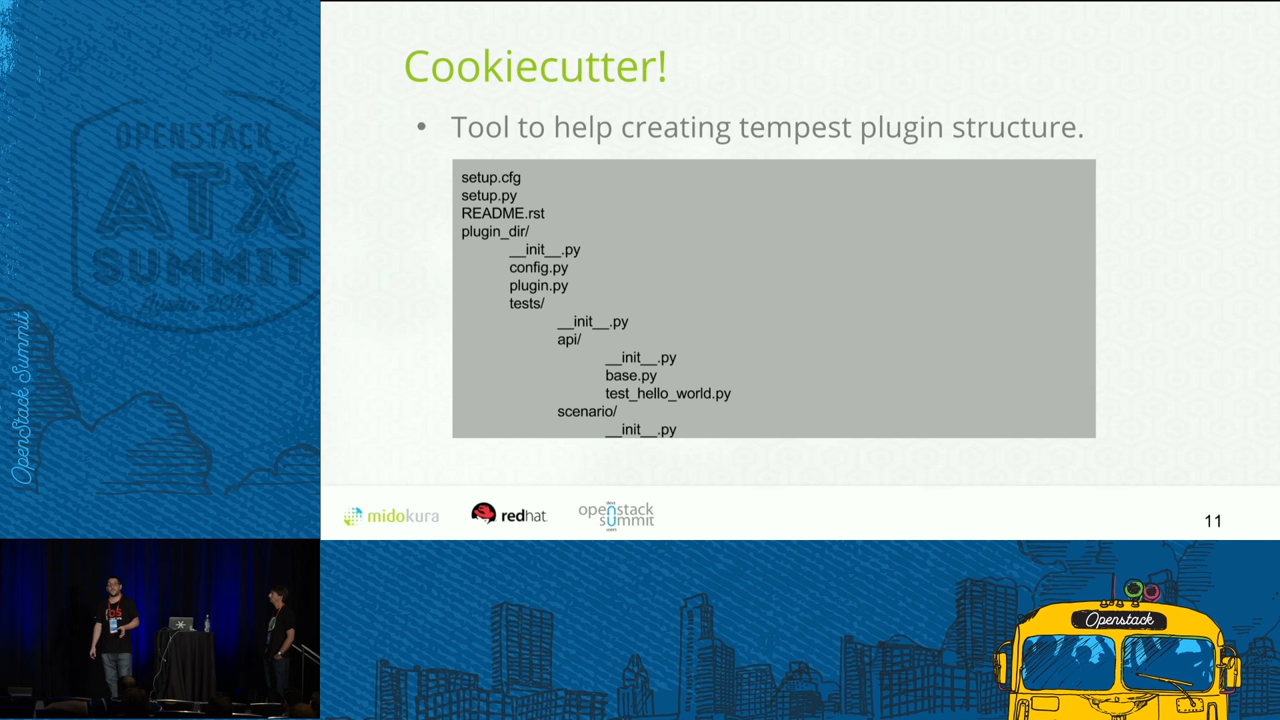 Cookiecutter!
• Tool to help creating tempest plugin structure.
setup.cfg
setup.py
README.rst
plugin_dir/
__init__.py
config.py
plugin.py
tests/
__init__.py
api/
__init__.py
base.py
test_hello_world.py
scenario/
__init__.py
midokura
redhat
openstack
summit
11
OPENSTACK
ATX
SUMMIT
Austin 2016
OpenStack Summit
Openstack